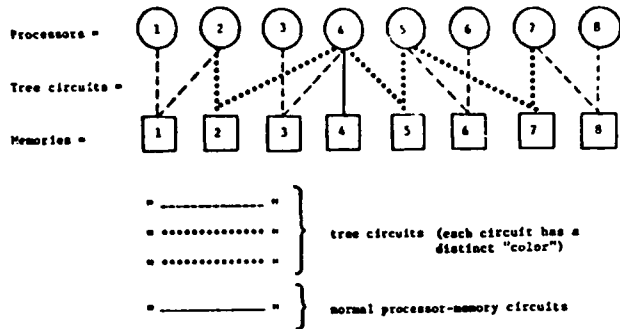 Processors = 1 2 3 4 5 6 7 8
Tree circuits =
Memories = 1 2 3 4 5 6 7 8
" "
" " tree circuits (each circuit has a
" " distinct "color")
" " normal processor-memory circuits